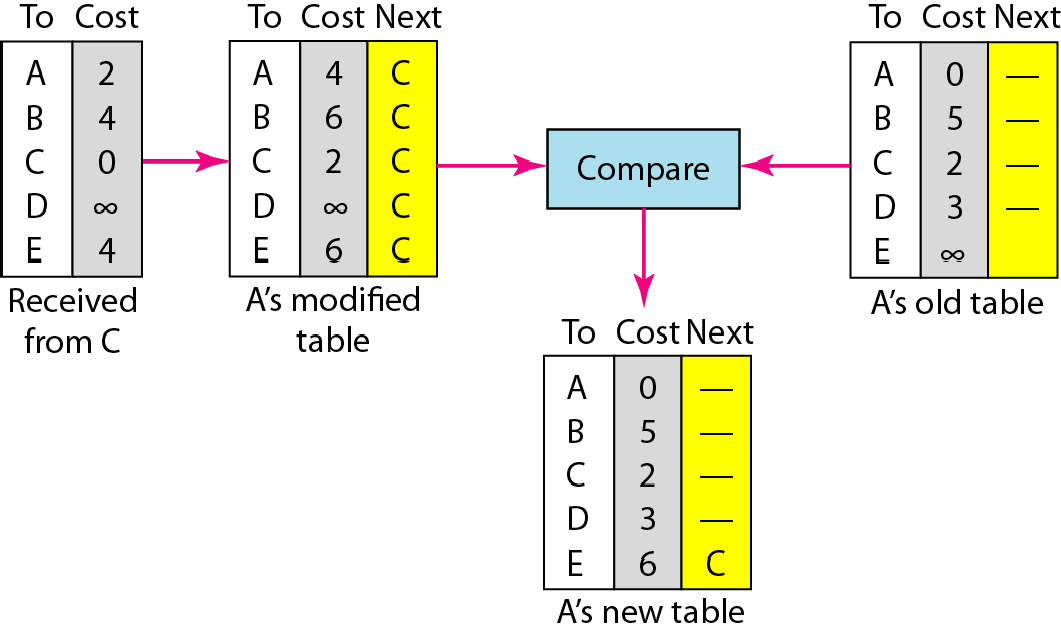 To Cost
A 2
B 4
C 0
D ∞
E 4
Received
from C
To Cost Next
A 4 C
B 6 C
C 2 C
D ∞ C
E 6 C
A's modified
table
Compare
To Cost Next
A 0 —
B 5 —
C 2 —
D 3 —
E ∞
A's old table
To Cost Next
A 0 —
B 5 —
C 2 —
D 3 —
E 6 C
A's new table